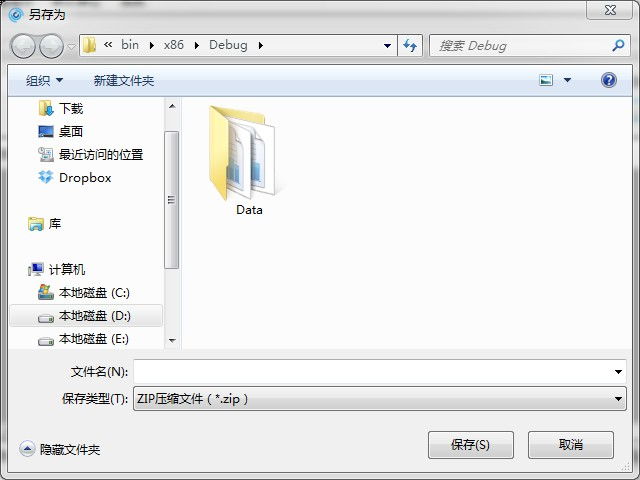 另存为
« bin x86 Debug 搜索 Debug
组织 新建文件夹
下载
桌面
最近访问的位置
Dropbox
库
计算机
本地磁盘 (C:)
本地磁盘 (D:)
本地磁盘 (E:)
Data
文件名(N):
保存类型(T): ZIP压缩文件 ( *.zip )
隐藏文件夹 保存(S) 取消